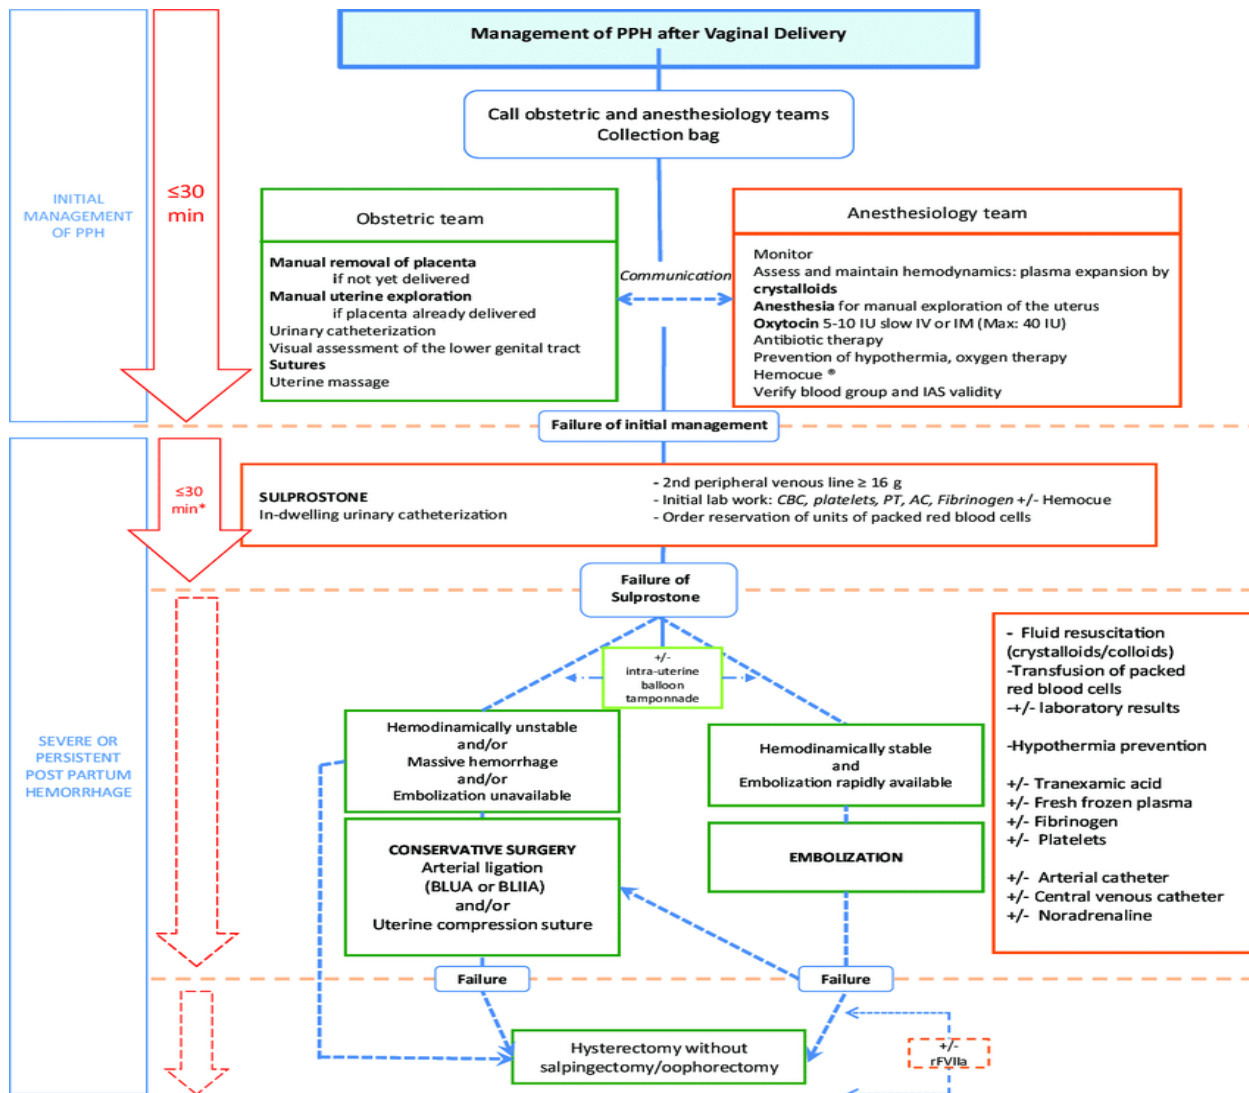 Management of PPH after Vaginal Delivery
Call obstetric and anesthesiology teams
Collection bag
INITIAL
MANAGEMENT
OF PPH
≤30
min
Obstetric team
Manual removal of placenta
if not yet delivered
Manual uterine exploration
if placenta already delivered
Urinary catheterization
Visual assessment of the lower genital tract
Sutures
Uterine massage
Communication
Anesthesiology team
Monitor
Assess and maintain hemodynamics: plasma expansion by
crystalloids
Anesthesia for manual exploration of the uterus
Oxytocin 5-10 IU slow IV or IM (Max: 40 IU)
Antibiotic therapy
Prevention of hypothermia, oxygen therapy
Hemocue ®
Verify blood group and IAS validity
Failure of initial management
≤30
min*
SULPROSTONE
In-dwelling urinary catheterization
- 2nd peripheral venous line ≥ 16 g
- Initial lab work: CBC, platelets, PT, AC, Fibrinogen +/- Hemocue
- Order reservation of units of packed red blood cells
Failure of
Sulprostone
+/-
intra-uterine
balloon
tamponnade
SEVERE OR
PERSISTENT
POST PARTUM
HEMORRHAGE
Hemodinamically unstable
and/or
Massive hemorrhage
and/or
Embolization unavailable
Hemodinamically stable
and
Embolization rapidly available
CONSERVATIVE SURGERY
Arterial ligation
(BLUA or BLIIA)
and/or
Uterine compression suture
EMBOLIZATION
- Fluid resuscitation
(crystalloids/colloids)
-Transfusion of packed
red blood cells
-+/- laboratory results
-Hypothermia prevention
+/- Tranexamic acid
+/- Fresh frozen plasma
+/- Fibrinogen
+/- Platelets
+/- Arterial catheter
+/- Central venous catheter
+/- Noradrenaline
Failure
Failure
Hysterectomy without
salpingectomy/oophorectomy
+/-
rFVIIa